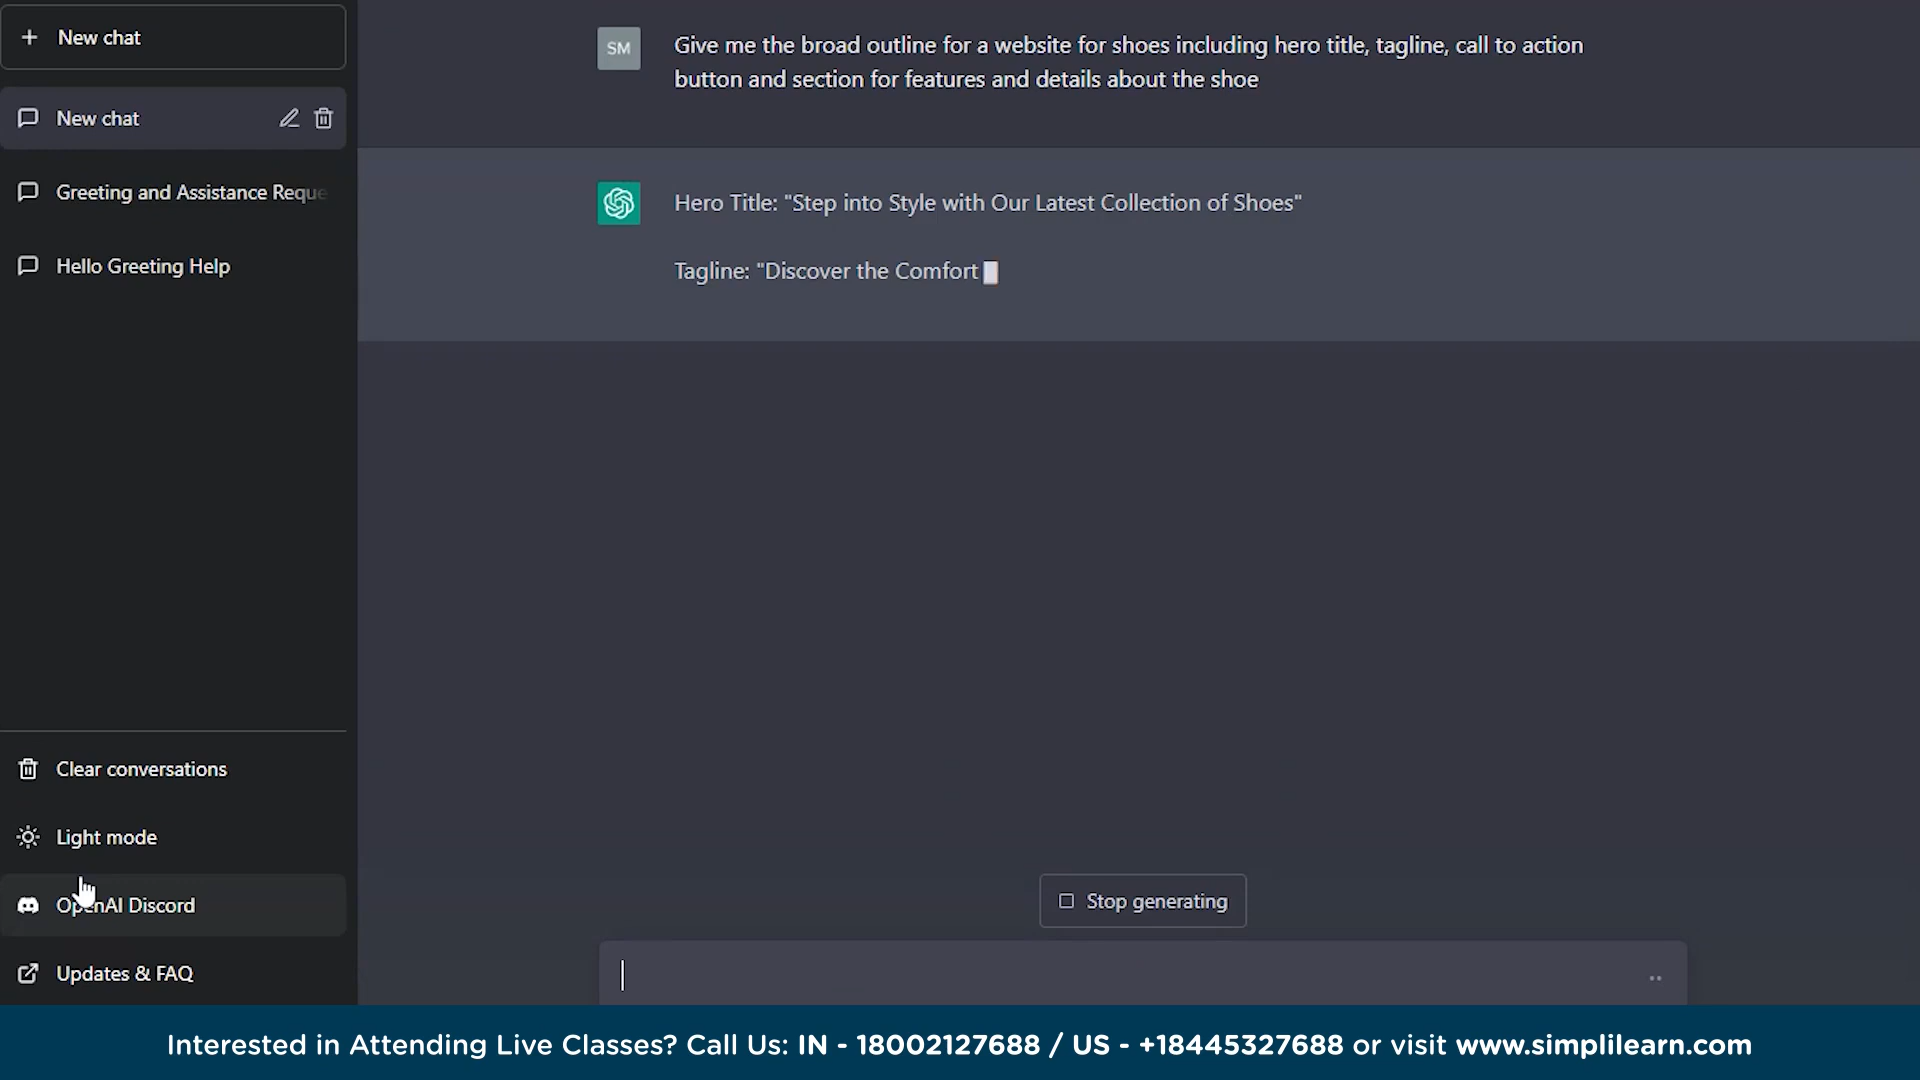 New chat
New chat
Greeting and Assistance Reque
Hello Greeting Help
Clear conversations
Light mode
OpenAI Discord
Updates & FAQ
SM
Give me the broad outline for a website for shoes including hero title, tagline, call to action
button and section for features and details about the shoe
Hero Title: "Step into Style with Our Latest Collection of Shoes"
Tagline: "Discover the Comfort
Stop generating
Interested in Attending Live Classes? Call Us: IN - 18002127688 / US - +18445327688 or visit www.simplilearn.com